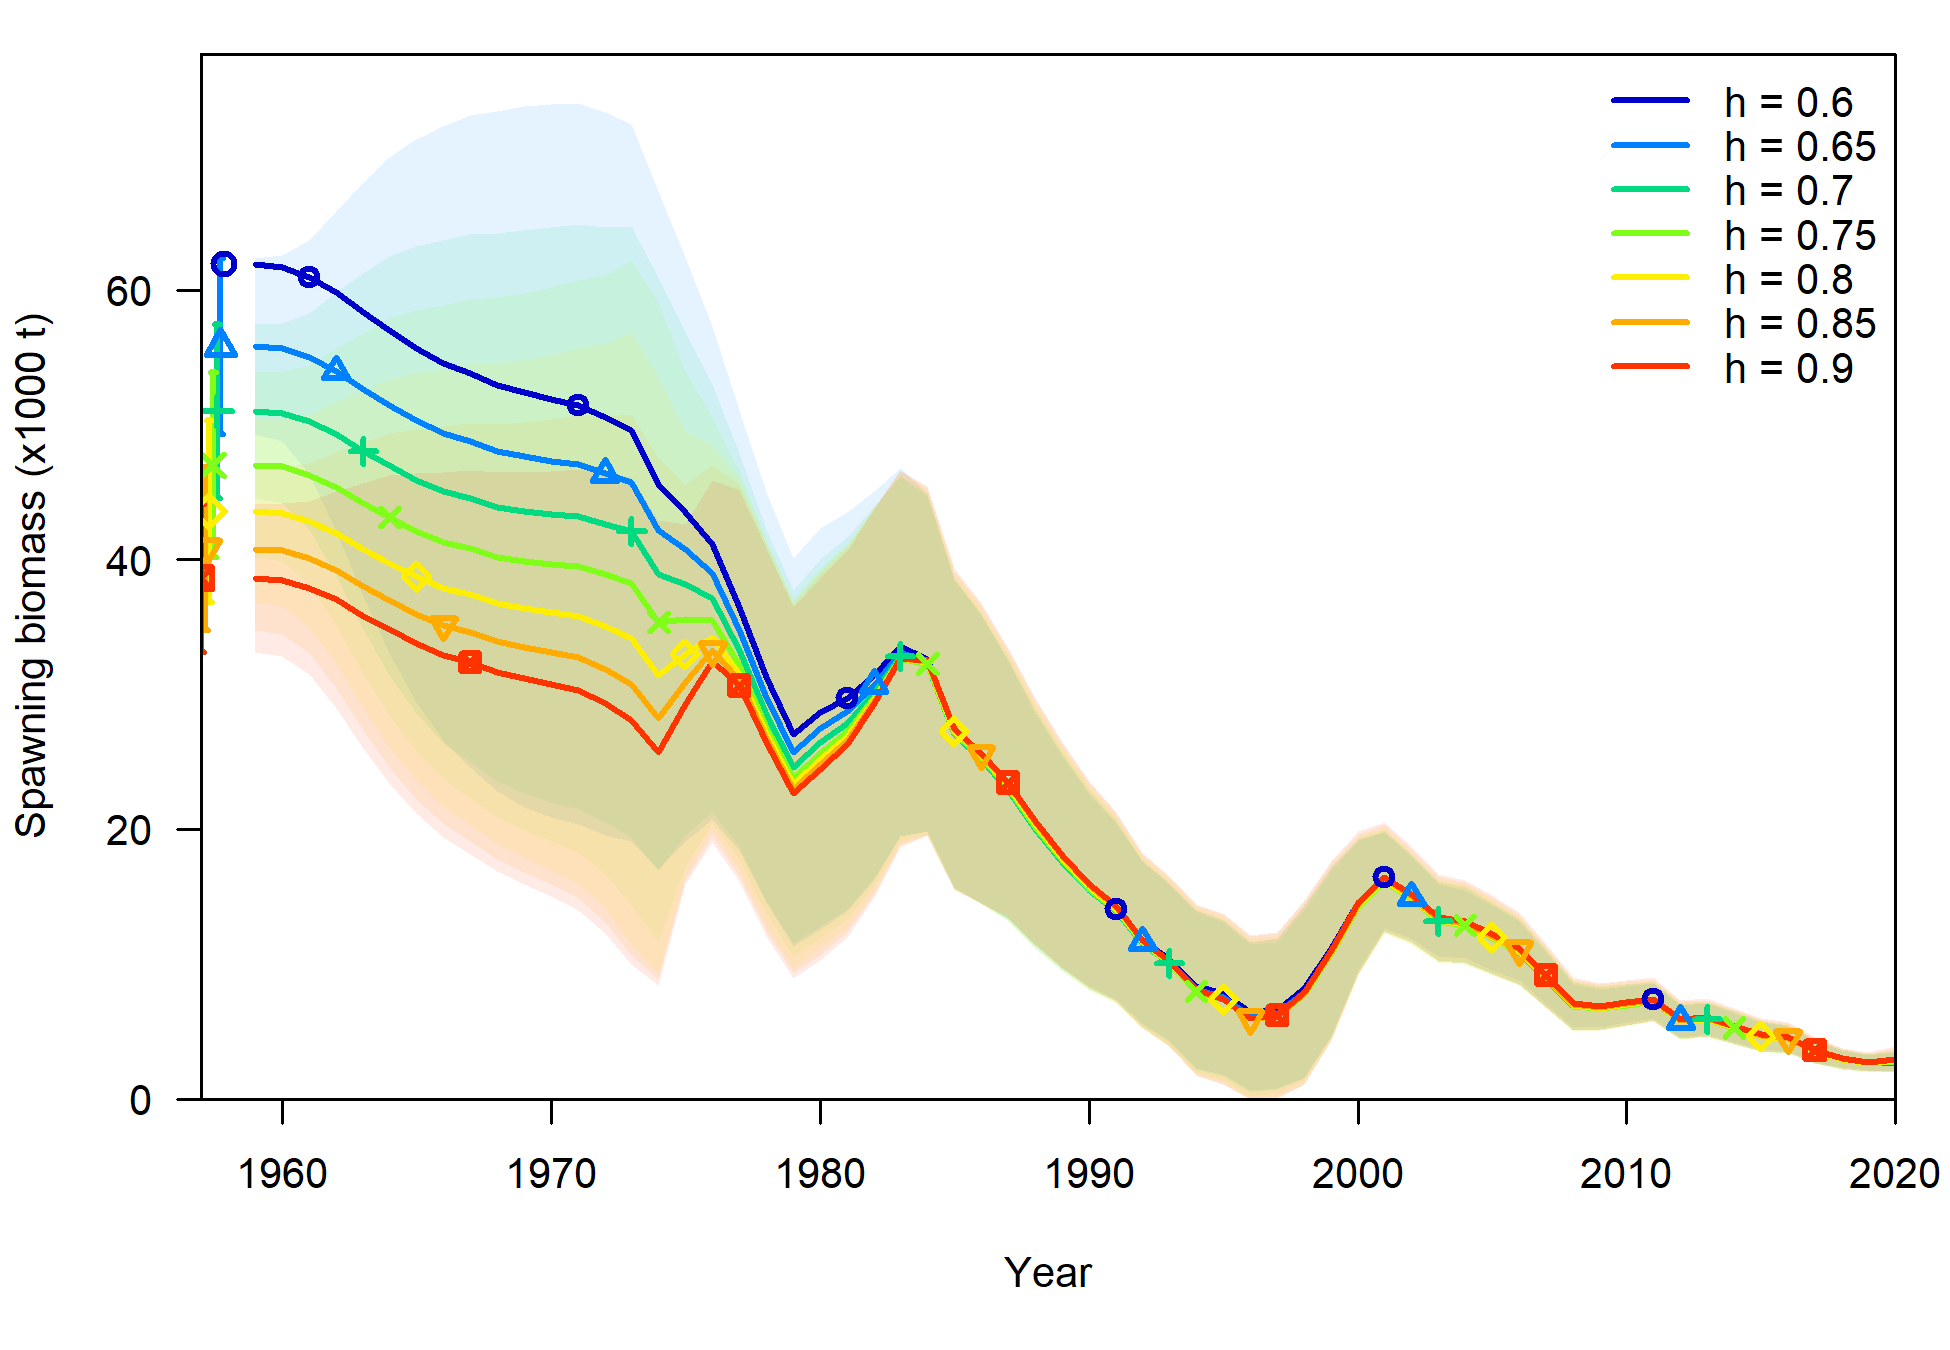 h = 0.6
h = 0.65
h = 0.7
h = 0.75
h = 0.8
h = 0.85
h = 0.9
Spawning biomass (x1000 t)
60
40
20
0
1960 1970 1980 1990 2000 2010 2020
Year